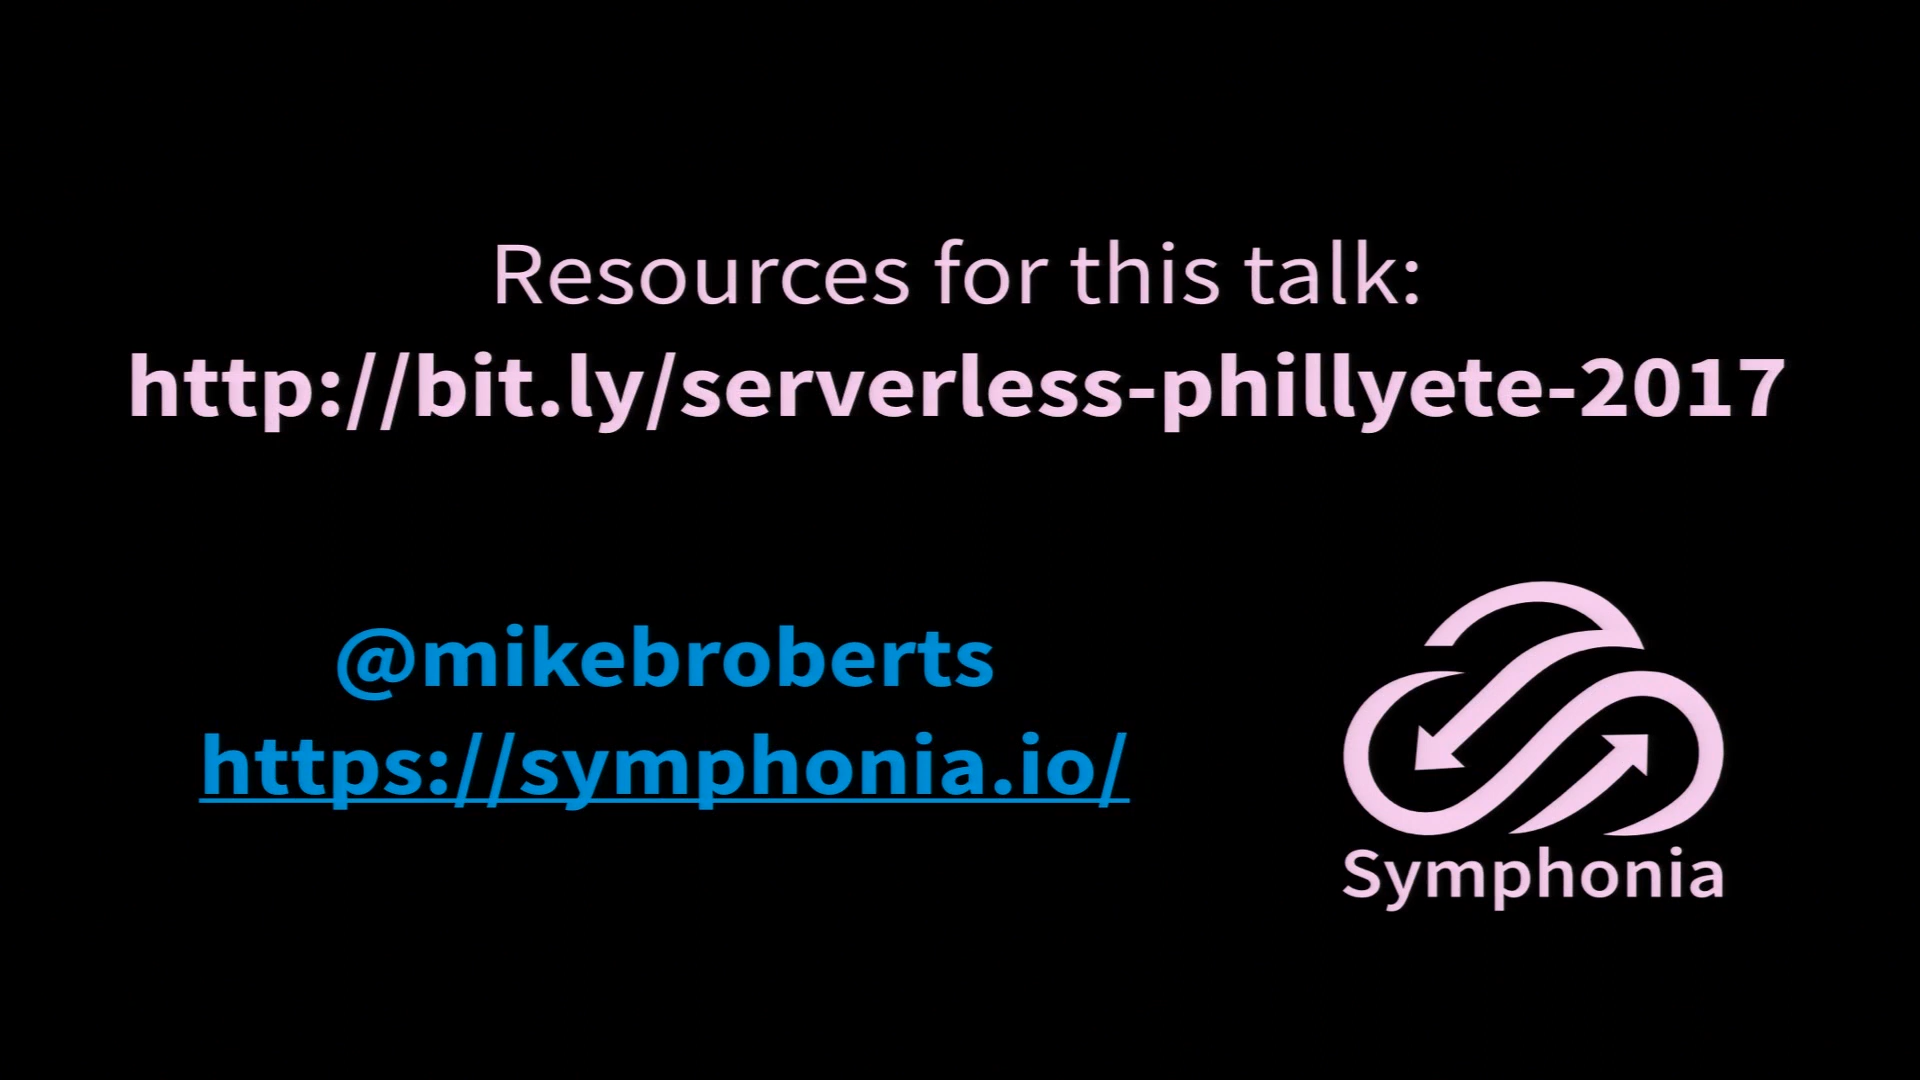 Resources for this talk:
http://bit.ly/serverless-phillyete-2017
@mikebroberts
https://symphonia.io/
Symphonia